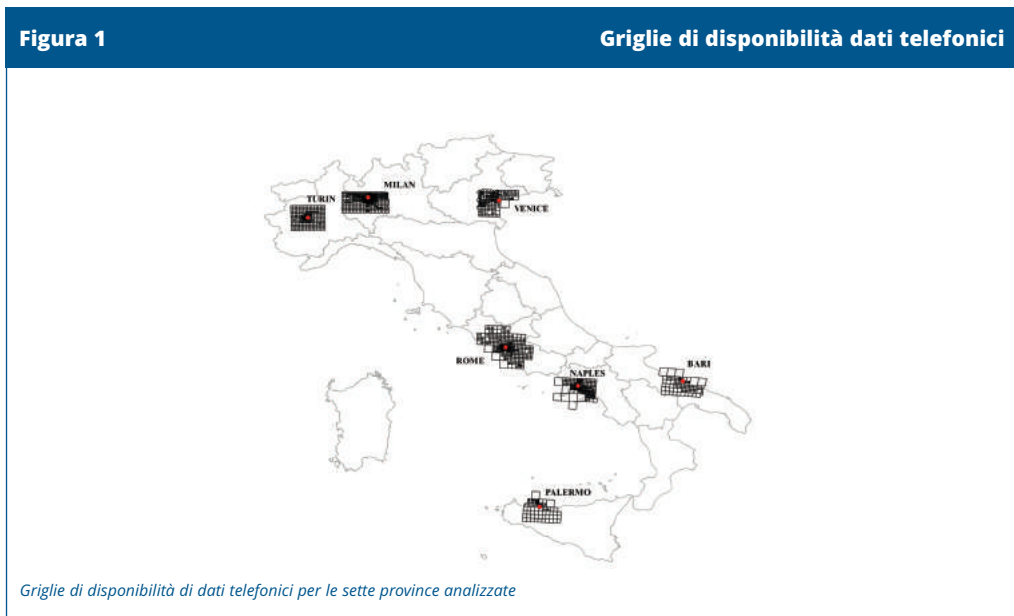 Figura 1 Griglie di disponibilità dati telefonici
MILAN
TURIN
VENICE
ROME
NAPLES
BARI
PALERMO
Griglie di disponibilità di dati telefonici per le sette province analizzate